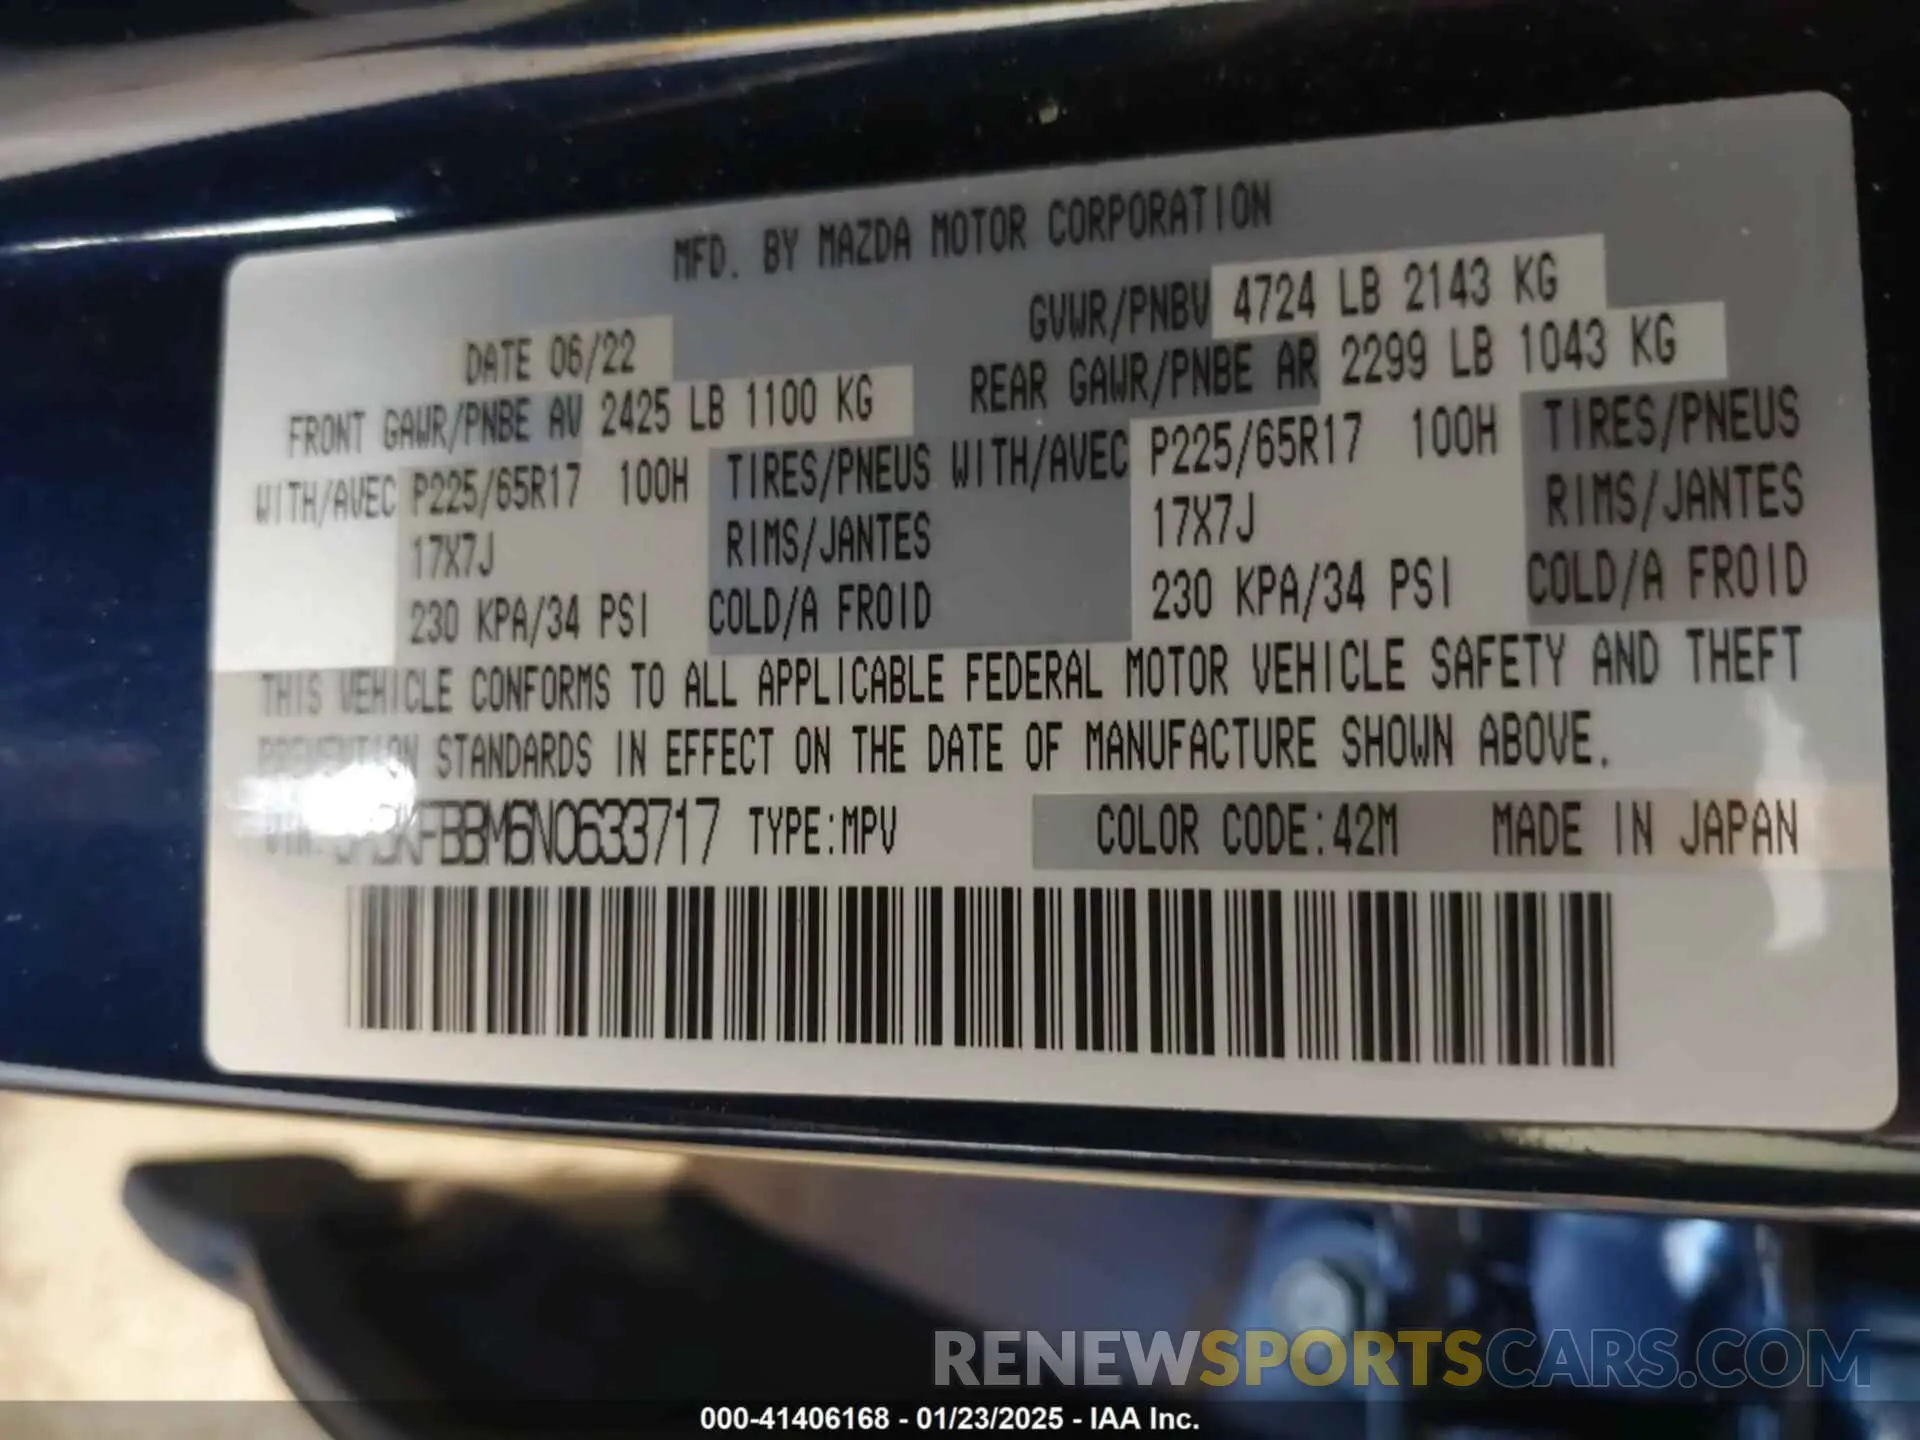 MFD. BY MAZDA MOTOR CORPORATION
DATE 06/22 GVWR/PNBV 4724 LB 2143 KG
FRONT GAWR/PNBE AV 2425 LB 1100 KG REAR GAWR/PNBE AR 2299 LB 1043 KG
WITH/AVEC P225/65R17 100H TIRES/PNEUS WITH/AVEC P225/65R17 100H TIRES/PNEUS
17X7J RIMS/JANTES 17X7J RIMS/JANTES
230 KPA/34 PSI COLD/A FROID 230 KPA/34 PSI COLD/A FROID
THIS VEHICLE CONFORMS TO ALL APPLICABLE FEDERAL MOTOR VEHICLE SAFETY AND THEFT
PREVENTION STANDARDS IN EFFECT ON THE DATE OF MANUFACTURE SHOWN ABOVE.
TYPE:MPV COLOR CODE:42M MADE IN JAPAN
RENEWSPORTSCARS.COM
000-41406168 - 01/23/2025 - IAA Inc.